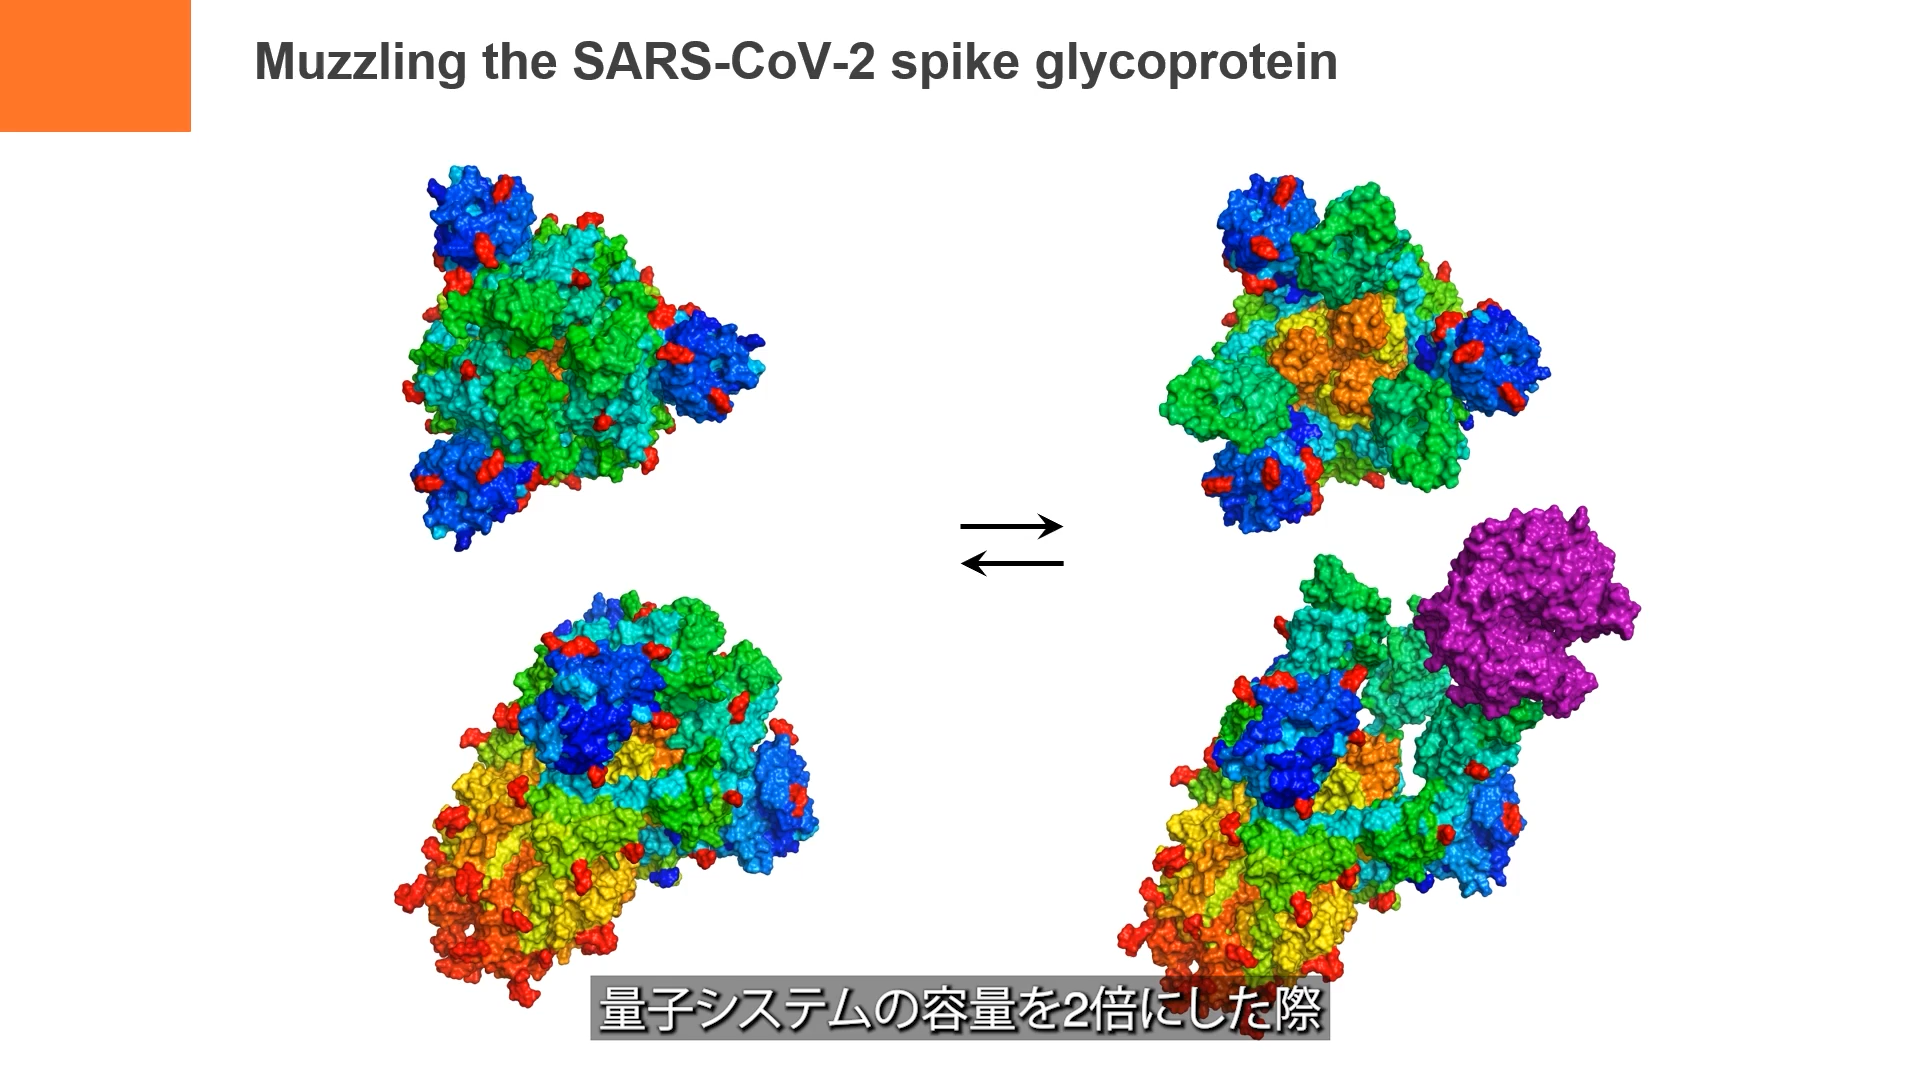 Muzzling the SARS-CoV-2 spike glycoprotein
量子システムの容量を2倍にした際